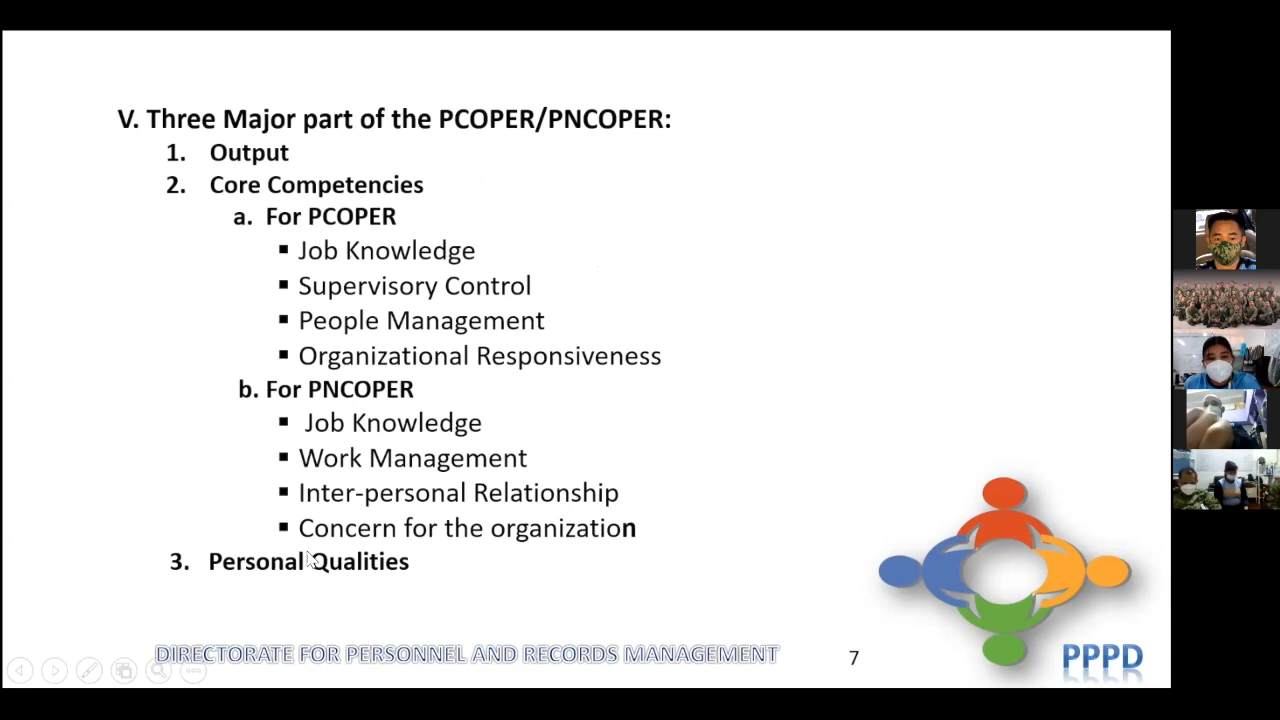 V. Three Major part of the PCOPER/PNCOPER:
1. Output
2. Core Competencies
a. For PCOPER
▪ Job Knowledge
▪ Supervisory Control
▪ People Management
▪ Organizational Responsiveness
b. For PNCOPER
▪ Job Knowledge
▪ Work Management
▪ Inter-personal Relationship
▪ Concern for the organization
3. Personal Qualities
DIRECTORATE FOR PERSONNEL AND RECORDS MANAGEMENT
7
PPPD